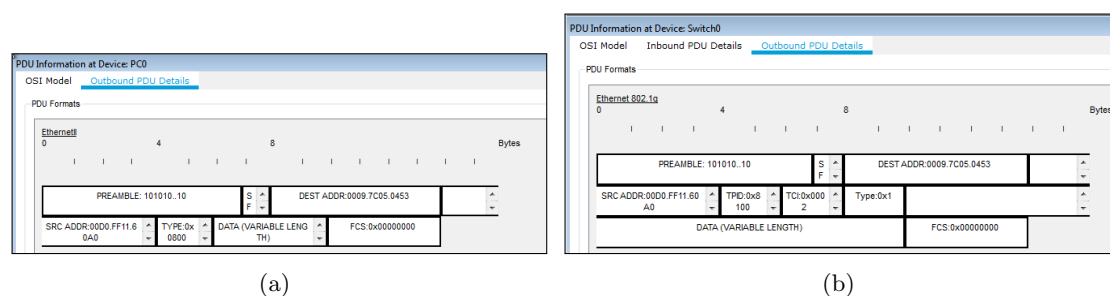 PDU Information at Device: PC0
OSI Model Outbound PDU Details
PDU Formats
EthernetII
0 4 8 Bytes
PREAMBLE: 101010..10 S F DEST ADDR:0009.7C05.0453
SRC ADDR:00D0.FF11.6 0A0 TYPE:0x 0800 DATA (VARIABLE LENG TH) FCS:0x00000000
(a)
PDU Information at Device: Switch0
OSI Model Inbound PDU Details Outbound PDU Details
PDU Formats
Ethernet 802.1q
0 4 8 Bytes
PREAMBLE: 101010..10 S F DEST ADDR:0009.7C05.0453
SRC ADDR:00D0.FF11.60 A0 TPID:0x8 100 TCI:0x000 2 Type:0x1
DATA (VARIABLE LENGTH) FCS:0x00000000
(b)